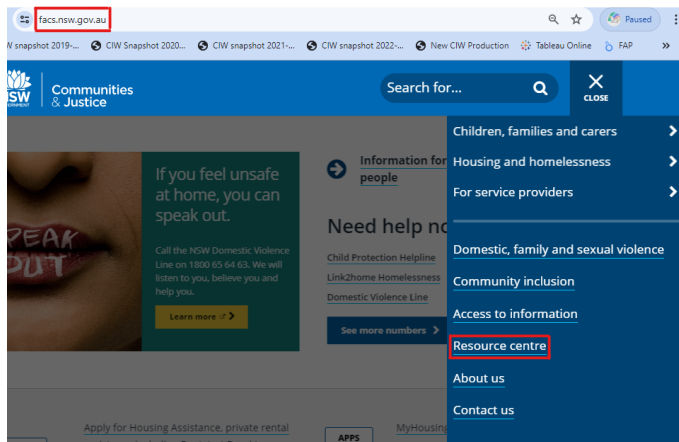 facs.nsw.gov.au
Paused
snapshot 2019-...
CIW Snapshot 2020...
CIW snapshot 2021-...
CIW snapshot 2022-...
New CIW Production
Tableau Online
FAP
»
NSW
GOVERNMENT
Communities
& Justice
Search for...
CLOSE
Children, families and carers
Housing and homelessness
For service providers
Domestic, family and sexual violence
Community inclusion
Access to information
Resource centre
About us
Contact us
PEAK
OUT
If you feel unsafe
at home, you can
speak out.
Call the NSW Domestic Violence
Line on 1800 65 64 63. We will
listen to you, believe you and
help you.
Learn more
Information for
people
Need help no
Child Protection Helpline
Link2home Homelessness
Domestic Violence Line
See more numbers
Apply for Housing Assistance, private rental
APPS
MyHousing